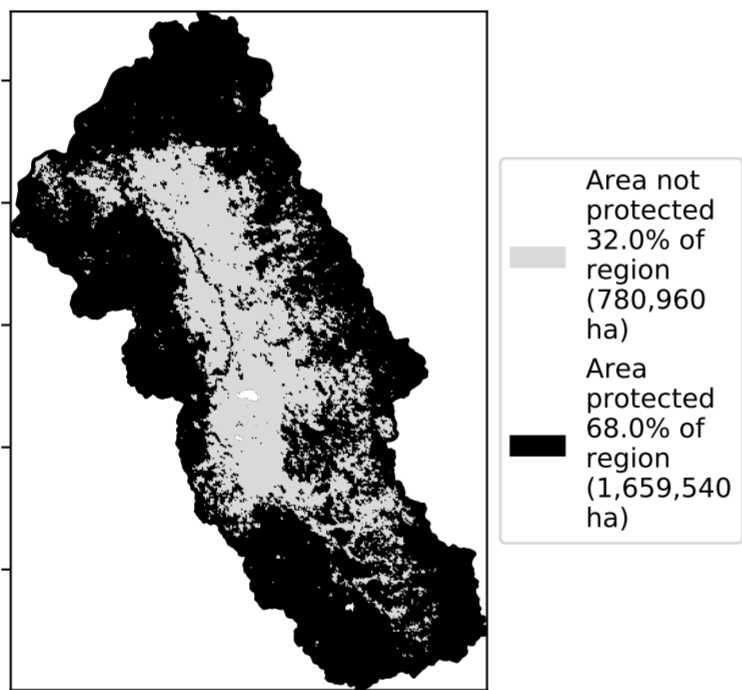 Area not
protected
32.0% of
region
(780,960
ha)
Area
protected
68.0% of
region
(1,659,540
ha)